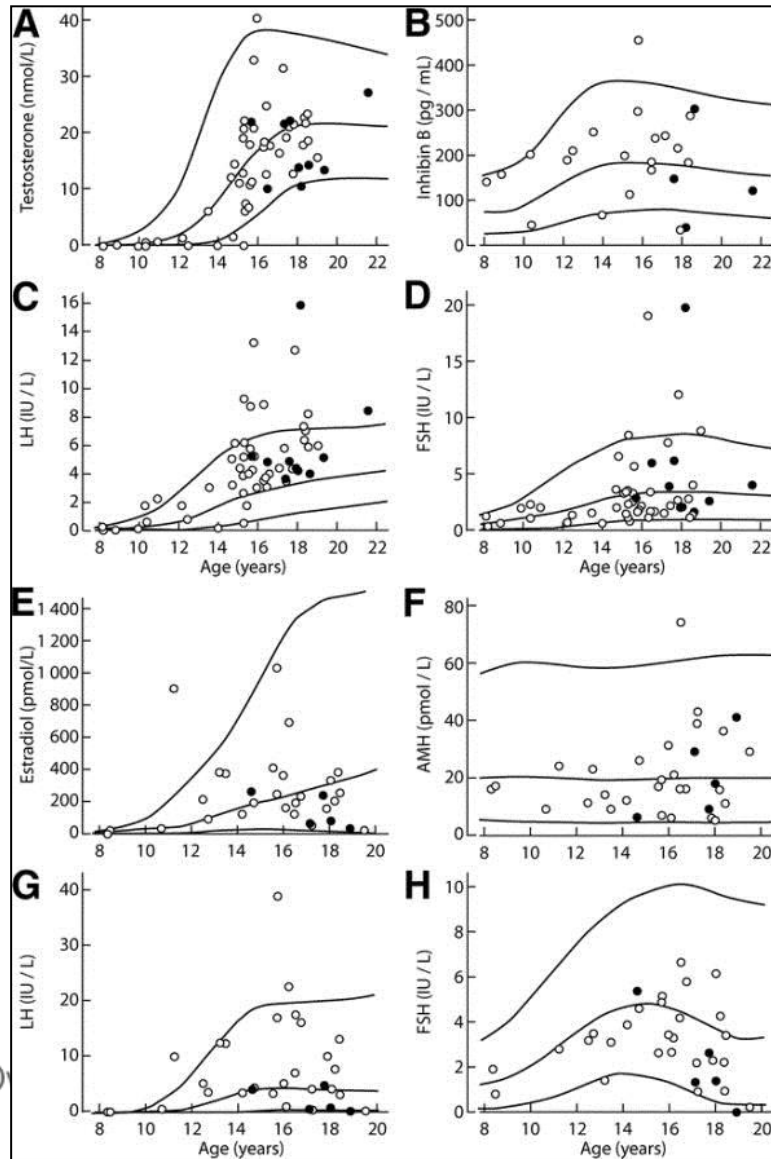 A
Testosterone (nmol/L)
40
30
20
10
0
8 10 12 14 16 18 20 22
B
Inhibin B (pg / mL)
500
400
300
200
100
0
8 10 12 14 16 18 20 22
C
LH (IU / L)
16
14
12
10
8
6
4
2
0
8 10 12 14 16 18 20 22
Age (years)
D
FSH (IU / L)
20
15
10
5
0
8 10 12 14 16 18 20 22
Age (years)
E
Estradiol (pmol/L)
1 400
1 200
1 000
800
600
400
200
0
8 10 12 14 16 18 20
F
AMH (pmol / L)
80
60
40
20
0
8 10 12 14 16 18 20
G
LH (IU / L)
40
30
20
10
0
8 10 12 14 16 18 20
Age (years)
H
FSH (IU / L)
10
8
6
4
2
0
8 10 12 14 16 18 20
Age (years)